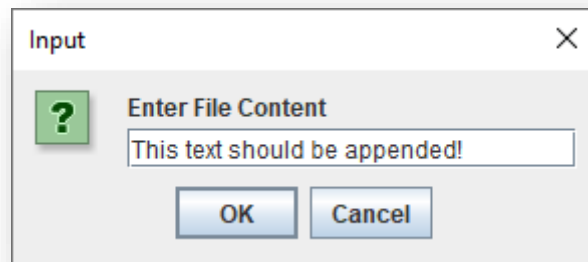 Input
?
Enter File Content
This text should be appended!
OK Cancel